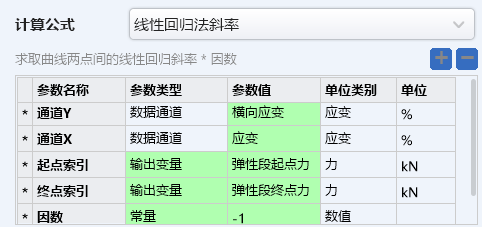 计算公式 线性回归法斜率
求取曲线两点间的线性回归斜率 * 因数
参数名称 参数类型 参数值 单位类别 单位
* 通道Y 数据通道 横向应变 应变 %
* 通道X 数据通道 应变 应变 %
* 起点索引 输出变量 弹性段起点力 力 kN
* 终点索引 输出变量 弹性段终点力 力 kN
* 因数 常量 -1 数值